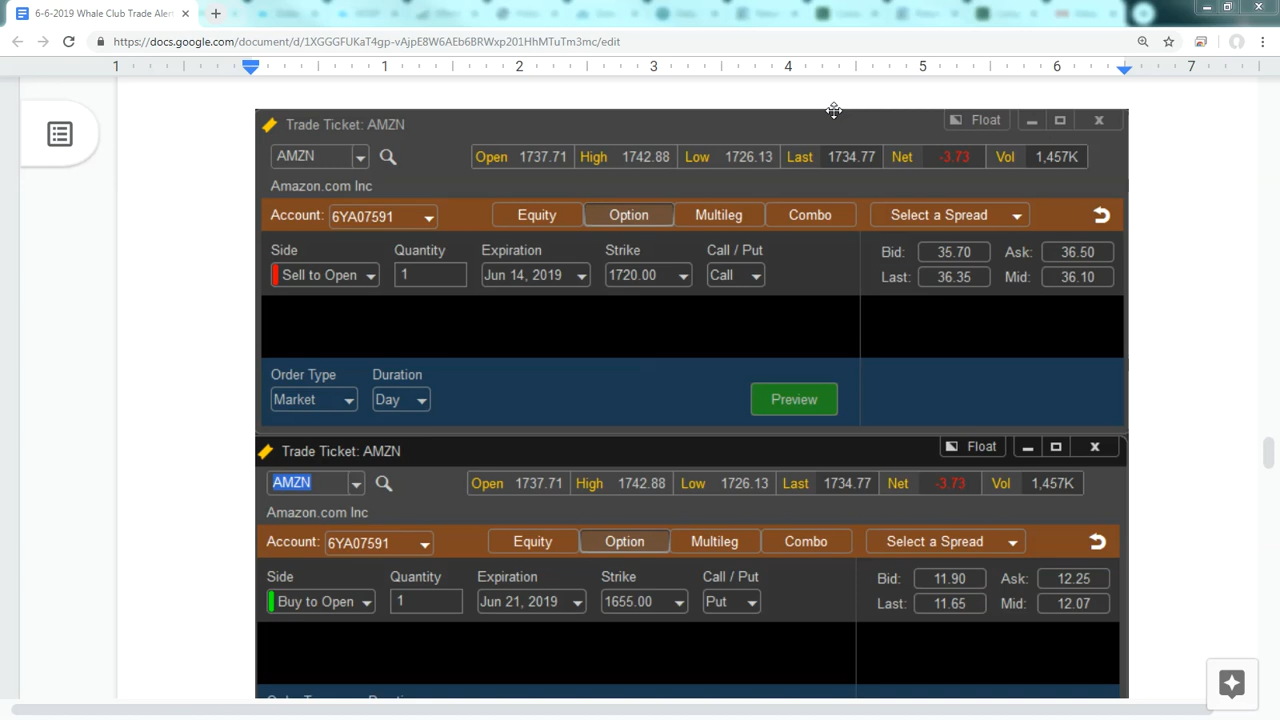 6-6-2019 Whale Club Trade Alert
https://docs.google.com/document/d/1XGGGFUKaT4gp-vAjpE8W6AEb6BRWxp201HhMTuTm3mc/edit
1 1 2 3 4 5 6 7
Trade Ticket: AMZN Float
AMZN Open 1737.71 High 1742.88 Low 1726.13 Last 1734.77 Net -3.73 Vol 1,457K
Amazon.com Inc
Account: 6YA07591 Equity Option Multileg Combo Select a Spread
Side Quantity Expiration Strike Call / Put Bid: 35.70 Ask: 36.50
Sell to Open 1 Jun 14, 2019 1720.00 Call Last: 36.35 Mid: 36.10
Order Type Duration
Market Day Preview
Trade Ticket: AMZN Float
AMZN Open 1737.71 High 1742.88 Low 1726.13 Last 1734.77 Net -3.73 Vol 1,457K
Amazon.com Inc
Account: 6YA07591 Equity Option Multileg Combo Select a Spread
Side Quantity Expiration Strike Call / Put Bid: 11.90 Ask: 12.25
Buy to Open 1 Jun 21, 2019 1655.00 Put Last: 11.65 Mid: 12.07